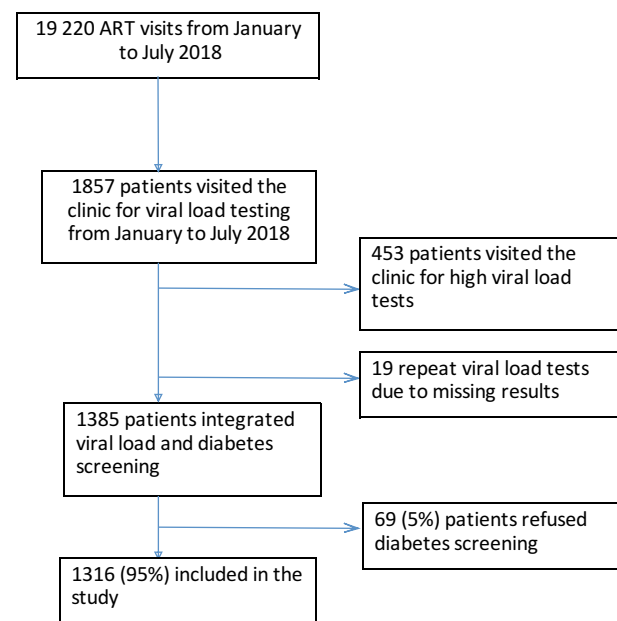 19 220 ART visits from January
to July 2018
1857 patients visited the
clinic for viral load testing
from January to July 2018
453 patients visited the
clinic for high viral load
tests
19 repeat viral load tests
due to missing results
1385 patients integrated
viral load and diabetes
screening
69 (5%) patients refused
diabetes screening
1316 (95%) included in the
study